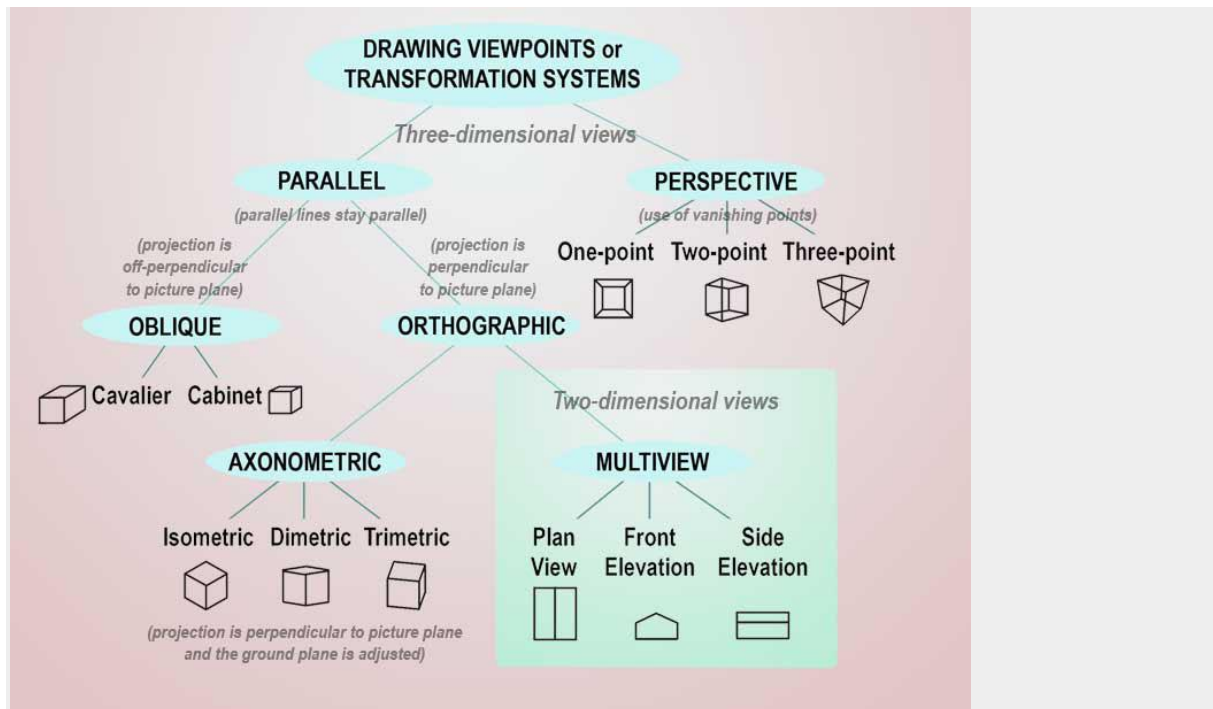 DRAWING VIEWPOINTS or
TRANSFORMATION SYSTEMS
Three-dimensional views
PARALLEL
(parallel lines stay parallel)
PERSPECTIVE
(use of vanishing points)
(projection is
off-perpendicular
to picture plane)
(projection is
perpendicular
to picture plane)
One-point
Two-point
Three-point
OBLIQUE
ORTHOGRAPHIC
Cavalier
Cabinet
Two-dimensional views
AXONOMETRIC
MULTIVIEW
Isometric
Dimetric
Trimetric
(projection is perpendicular to picture plane
and the ground plane is adjusted)
Plan
View
Front
Elevation
Side
Elevation